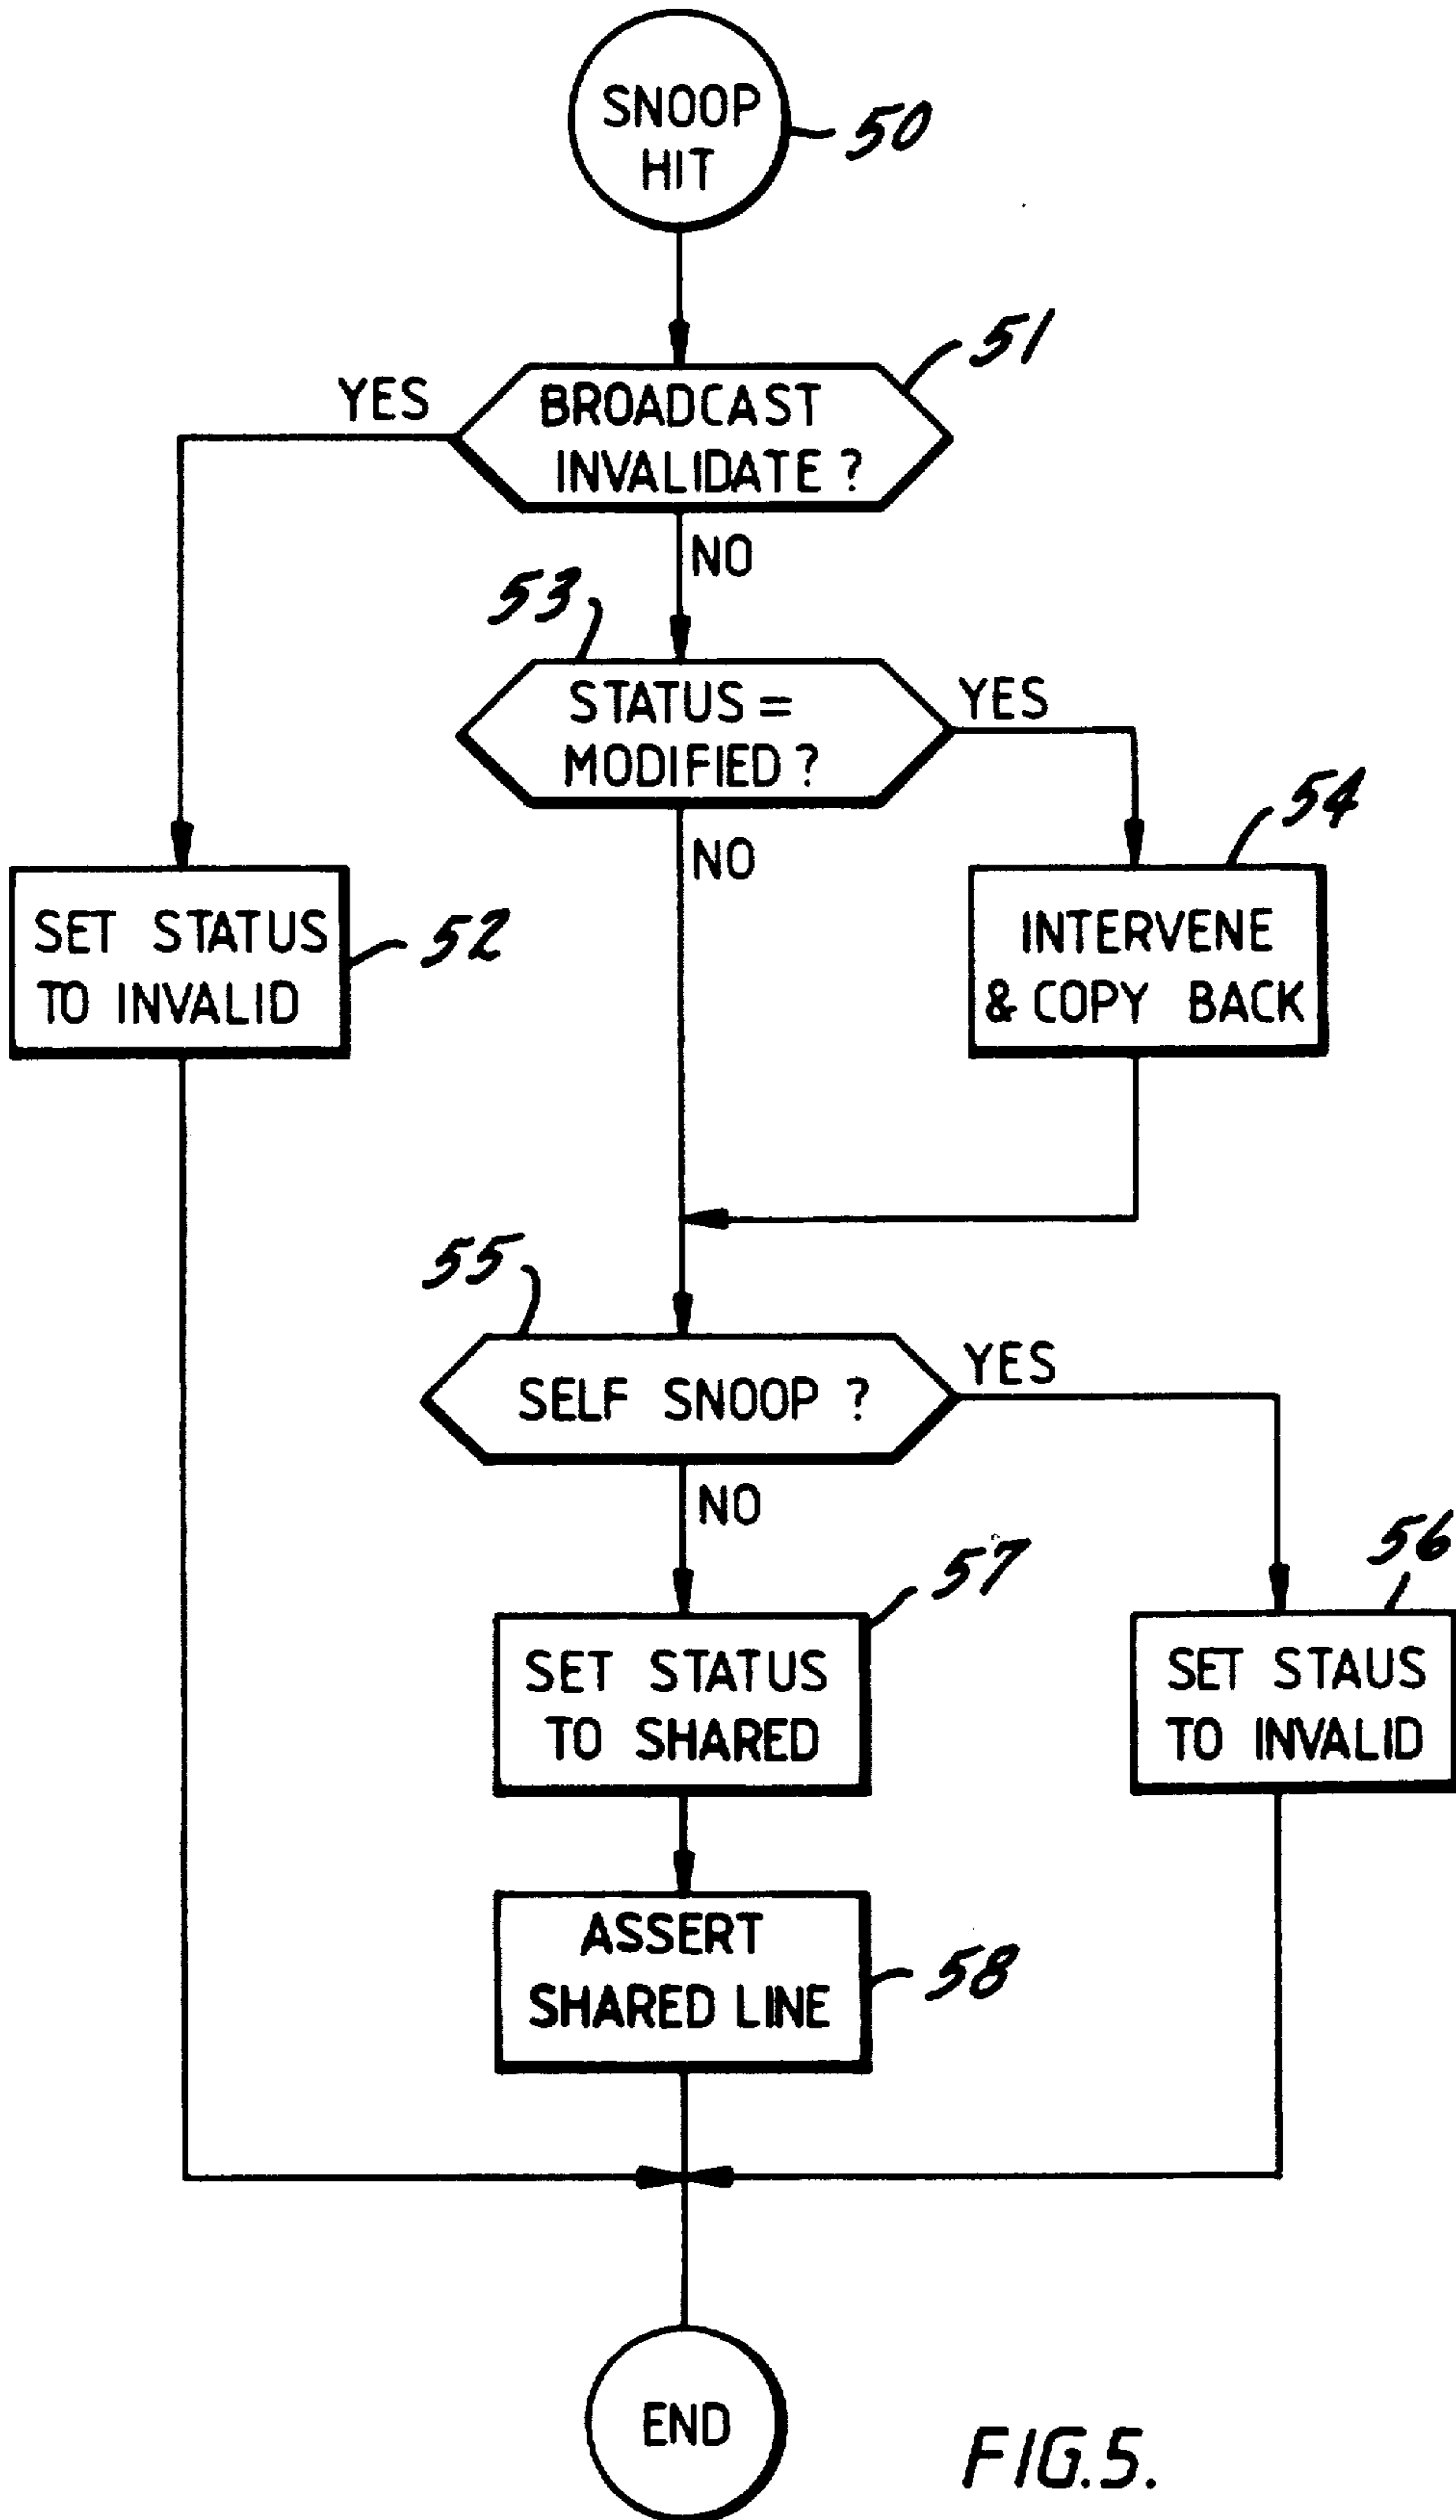 SNOOP
HIT
50
51
YES
BROADCAST
INVALIDATE ?
NO
53
STATUS =
MODIFIED ?
YES
54
NO
SET STATUS
TO INVALID
52
INTERVENE
& COPY BACK
55
SELF SNOOP ?
YES
NO
57
56
SET STATUS
TO SHARED
SET STAUS
TO INVALID
ASSERT
SHARED LINE
58
END
FIG.5.